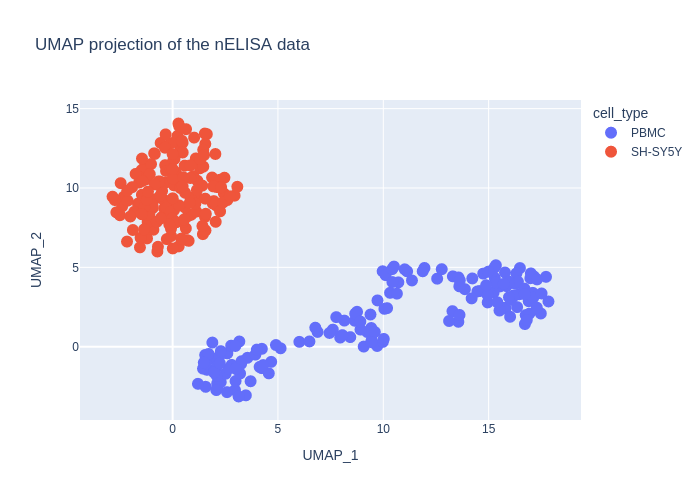 UMAP projection of the nELISA data
cell_type
PBMC
SH-SY5Y
15
10
5
0
UMAP_2
0
5
10
15
UMAP_1